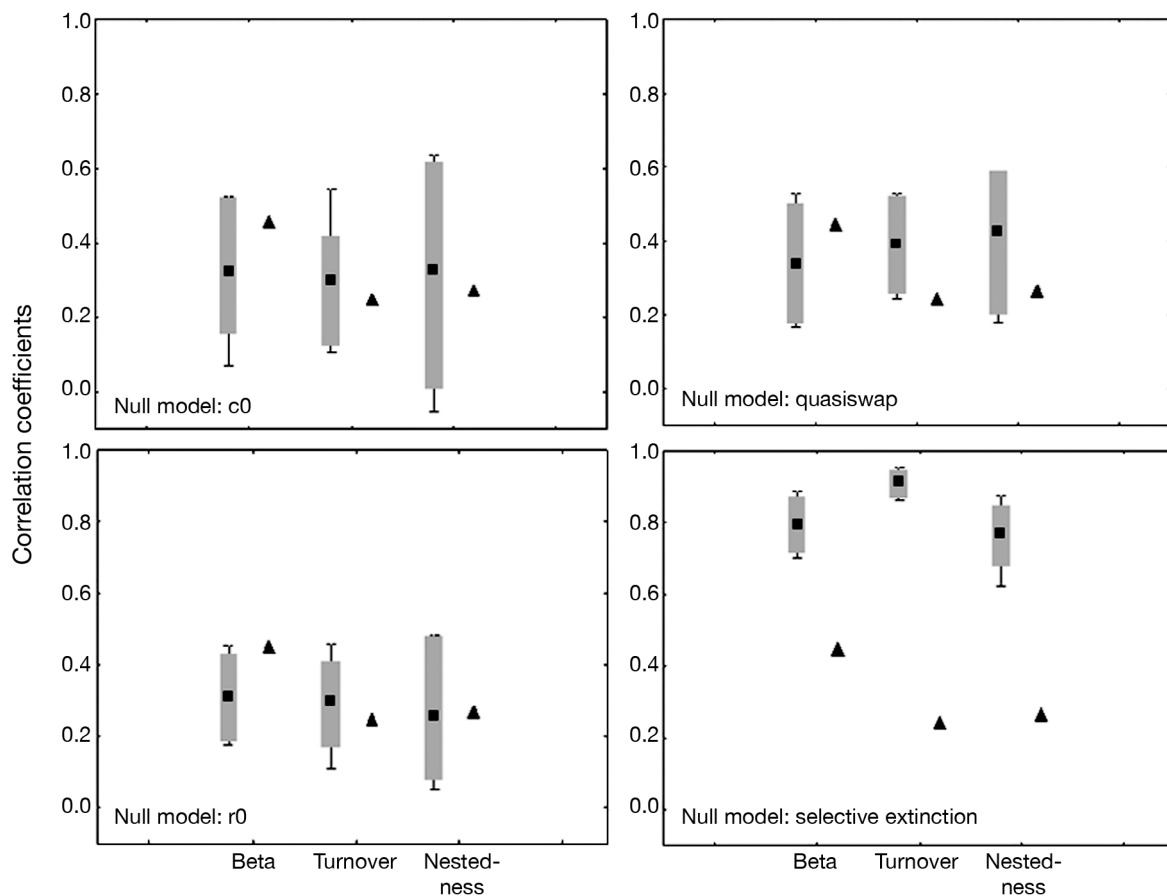 Correlation coefficients
1.0
0.8
0.6
0.4
0.2
0.0
Null model: c0
1.0
0.8
0.6
0.4
0.2
0.0
Null model: quasiswap
1.0
0.8
0.6
0.4
0.2
0.0
Null model: r0
Beta Turnover Nested-
ness
1.0
0.8
0.6
0.4
0.2
0.0
Null model: selective extinction
Beta Turnover Nested-
ness